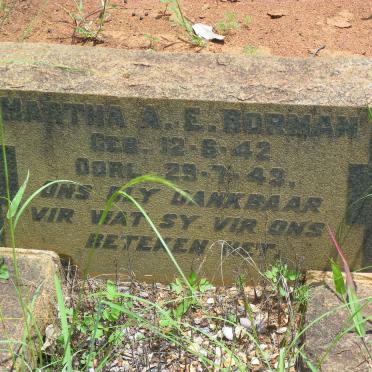 MARTHA A. E. BORMAN
GEB. 12-5-42
OORL. 29-7-43.
ONS BLY DANKBAAR
VIR WAT SY VIR ONS
BETEKEN HET